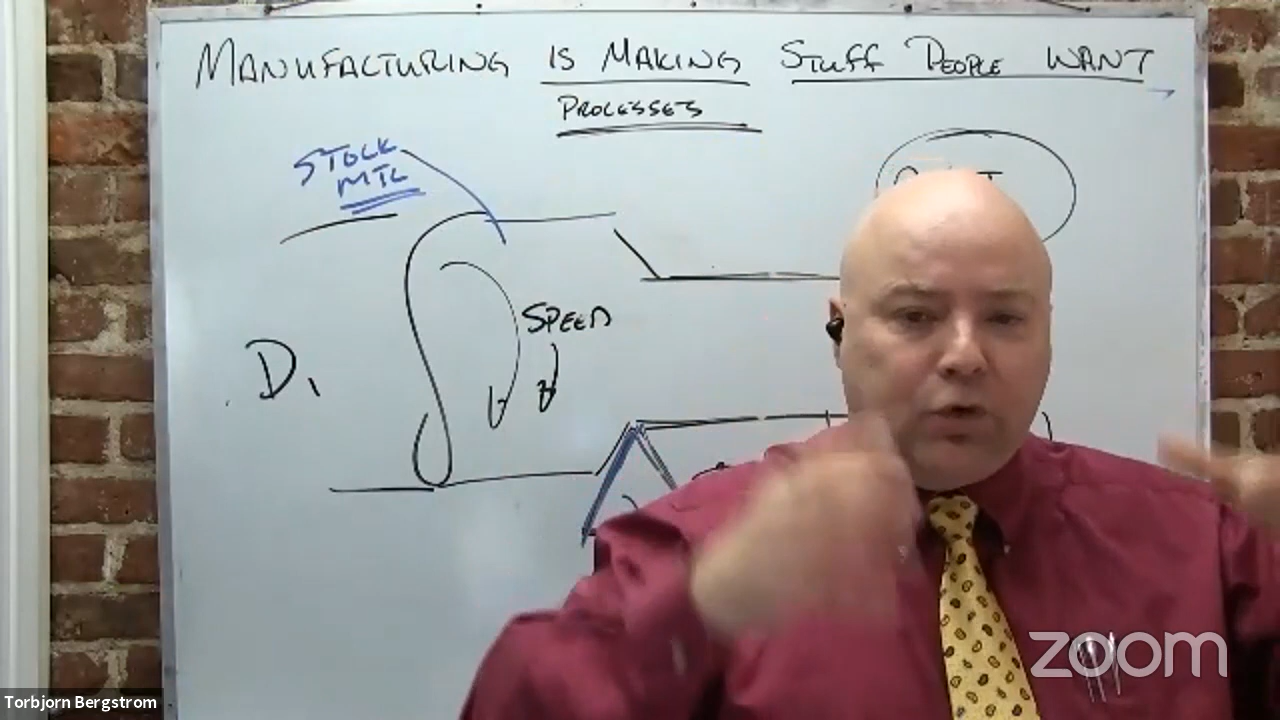 MANUFACTURING IS MAKING STUFF PEOPLE WANT
PROCESSES
STOCK
MTL
SPEED
D1
zoom
Torbjorn Bergstrom